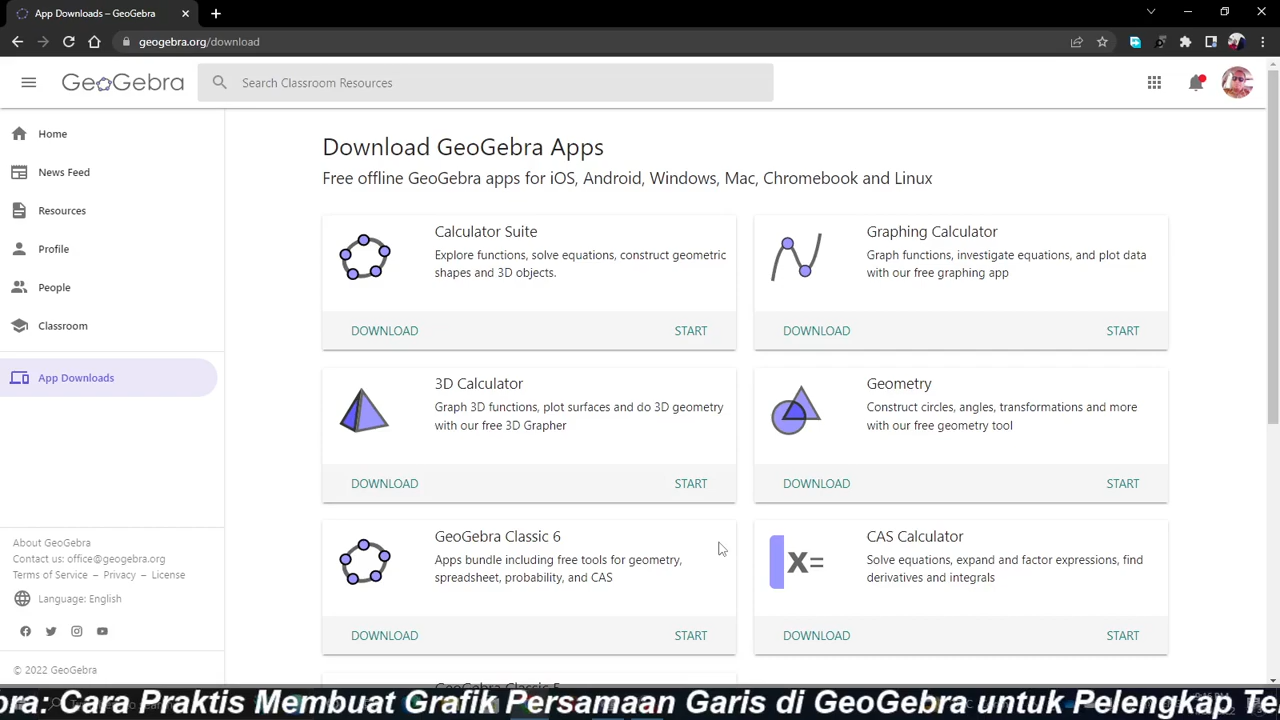 App Downloads – GeoGebra
geogebra.org/download
GeoGebra
Search Classroom Resources
Home
News Feed
Resources
Profile
People
Classroom
App Downloads
About GeoGebra
Contact us: office@geogebra.org
Terms of Service – Privacy – License
Language: English
© 2022 GeoGebra
Download GeoGebra Apps
Free offline GeoGebra apps for iOS, Android, Windows, Mac, Chromebook and Linux
Calculator Suite
Explore functions, solve equations, construct geometric
shapes and 3D objects.
DOWNLOAD START
Graphing Calculator
Graph functions, investigate equations, and plot data
with our free graphing app
DOWNLOAD START
3D Calculator
Graph 3D functions, plot surfaces and do 3D geometry
with our free 3D Grapher
DOWNLOAD START
Geometry
Construct circles, angles, transformations and more
with our free geometry tool
DOWNLOAD START
GeoGebra Classic 6
Apps bundle including free tools for geometry,
spreadsheet, probability, and CAS
DOWNLOAD START
X=
CAS Calculator
Solve equations, expand and factor expressions, find
derivatives and integrals
DOWNLOAD START
GeoGebra Classic 5
ora: Cara Praktis Membuat Grafik Persamaan Garis di GeoGebra untuk Pelengkap Te